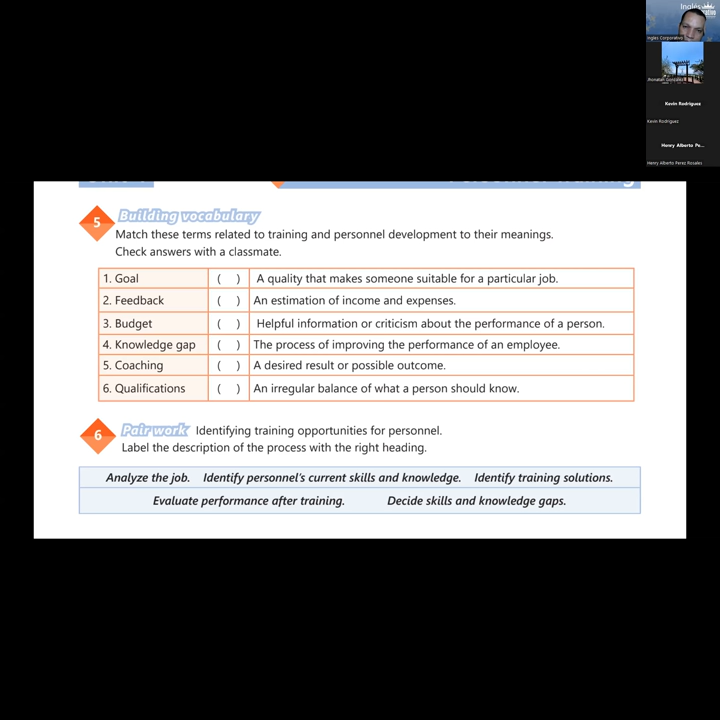 Inglés
Ingles Corporativo
Jhonatan Gonzalez
Kevin Rodriguez
Kevin Rodriguez
Henry Alberto Pe...
Henry Alberto Perez Rosales
5 Building vocabulary
Match these terms related to training and personnel development to their meanings.
Check answers with a classmate.
1. Goal ( ) A quality that makes someone suitable for a particular job.
2. Feedback ( ) An estimation of income and expenses.
3. Budget ( ) Helpful information or criticism about the performance of a person.
4. Knowledge gap ( ) The process of improving the performance of an employee.
5. Coaching ( ) A desired result or possible outcome.
6. Qualifications ( ) An irregular balance of what a person should know.
6 Pair work Identifying training opportunities for personnel.
Label the description of the process with the right heading.
Analyze the job. Identify personnel's current skills and knowledge. Identify training solutions.
Evaluate performance after training. Decide skills and knowledge gaps.